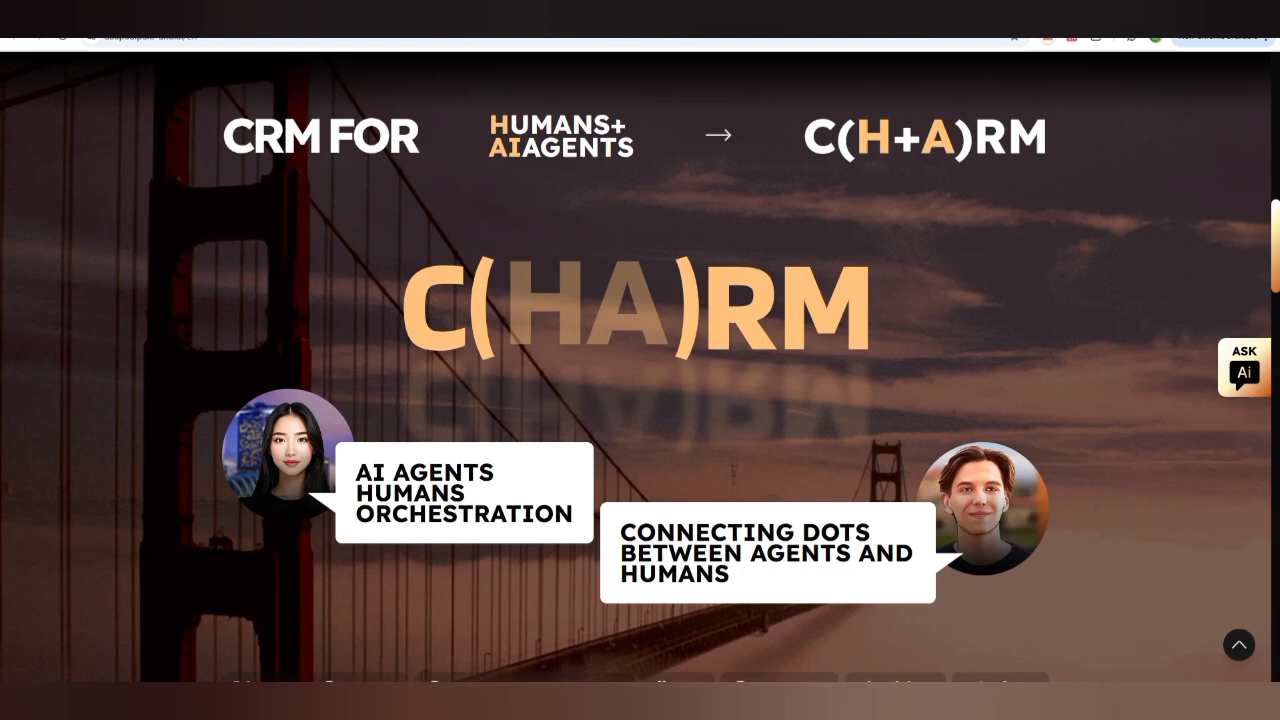 CRM FOR
HUMANS+
AIAGENTS
→
C(H+A)RM
C(HA)RM
ASK
Ai
AI AGENTS
HUMANS
ORCHESTRATION
CONNECTING DOTS
BETWEEN AGENTS AND
HUMANS